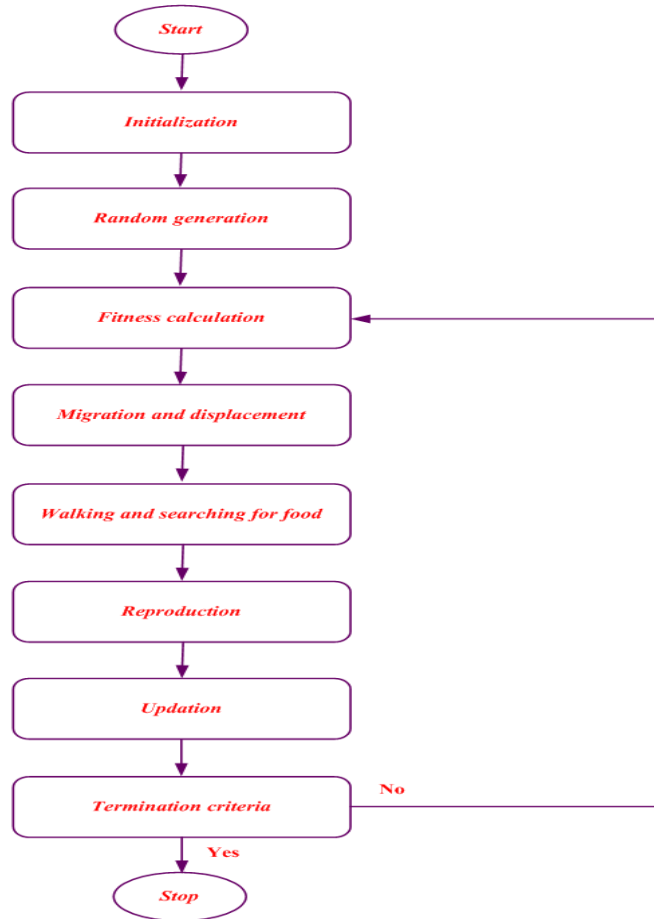 Start
Initialization
Random generation
Fitness calculation
Migration and displacement
Walking and searching for food
Reproduction
Updation
Termination criteria
No
Yes
Stop